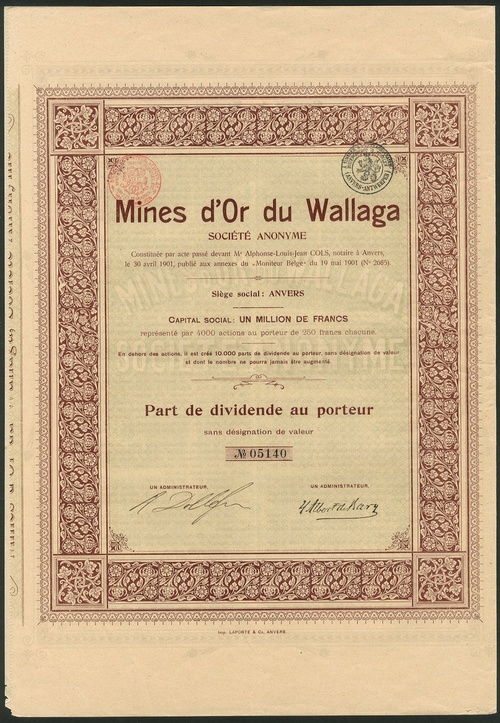 Mines d'Or du Wallaga
SOCIÉTÉ ANONYME
Constituée par acte passé devant Me Alphonse-Louis-Jean COLS, notaire à Anvers,
le 30 avril 1901, publié aux annexes du «Moniteur Belge» du 19 mai 1901 (No 2085).
Siège social: ANVERS
CAPITAL SOCIAL: UN MILLION DE FRANCS
représenté par 4000 actions au porteur de 250 francs chacune.
En dehors des actions, il est créé 10.000 parts de dividende au porteur, sans désignation de valeur
et dont le nombre ne pourra jamais être augmenté.
Part de dividende au porteur
sans désignation de valeur
No 05140
UN ADMINISTRATEUR, UN ADMINISTRATEUR,
Imp. LAPORTE & Co, ANVERS.
(ANVERS-ANTWERPEN)